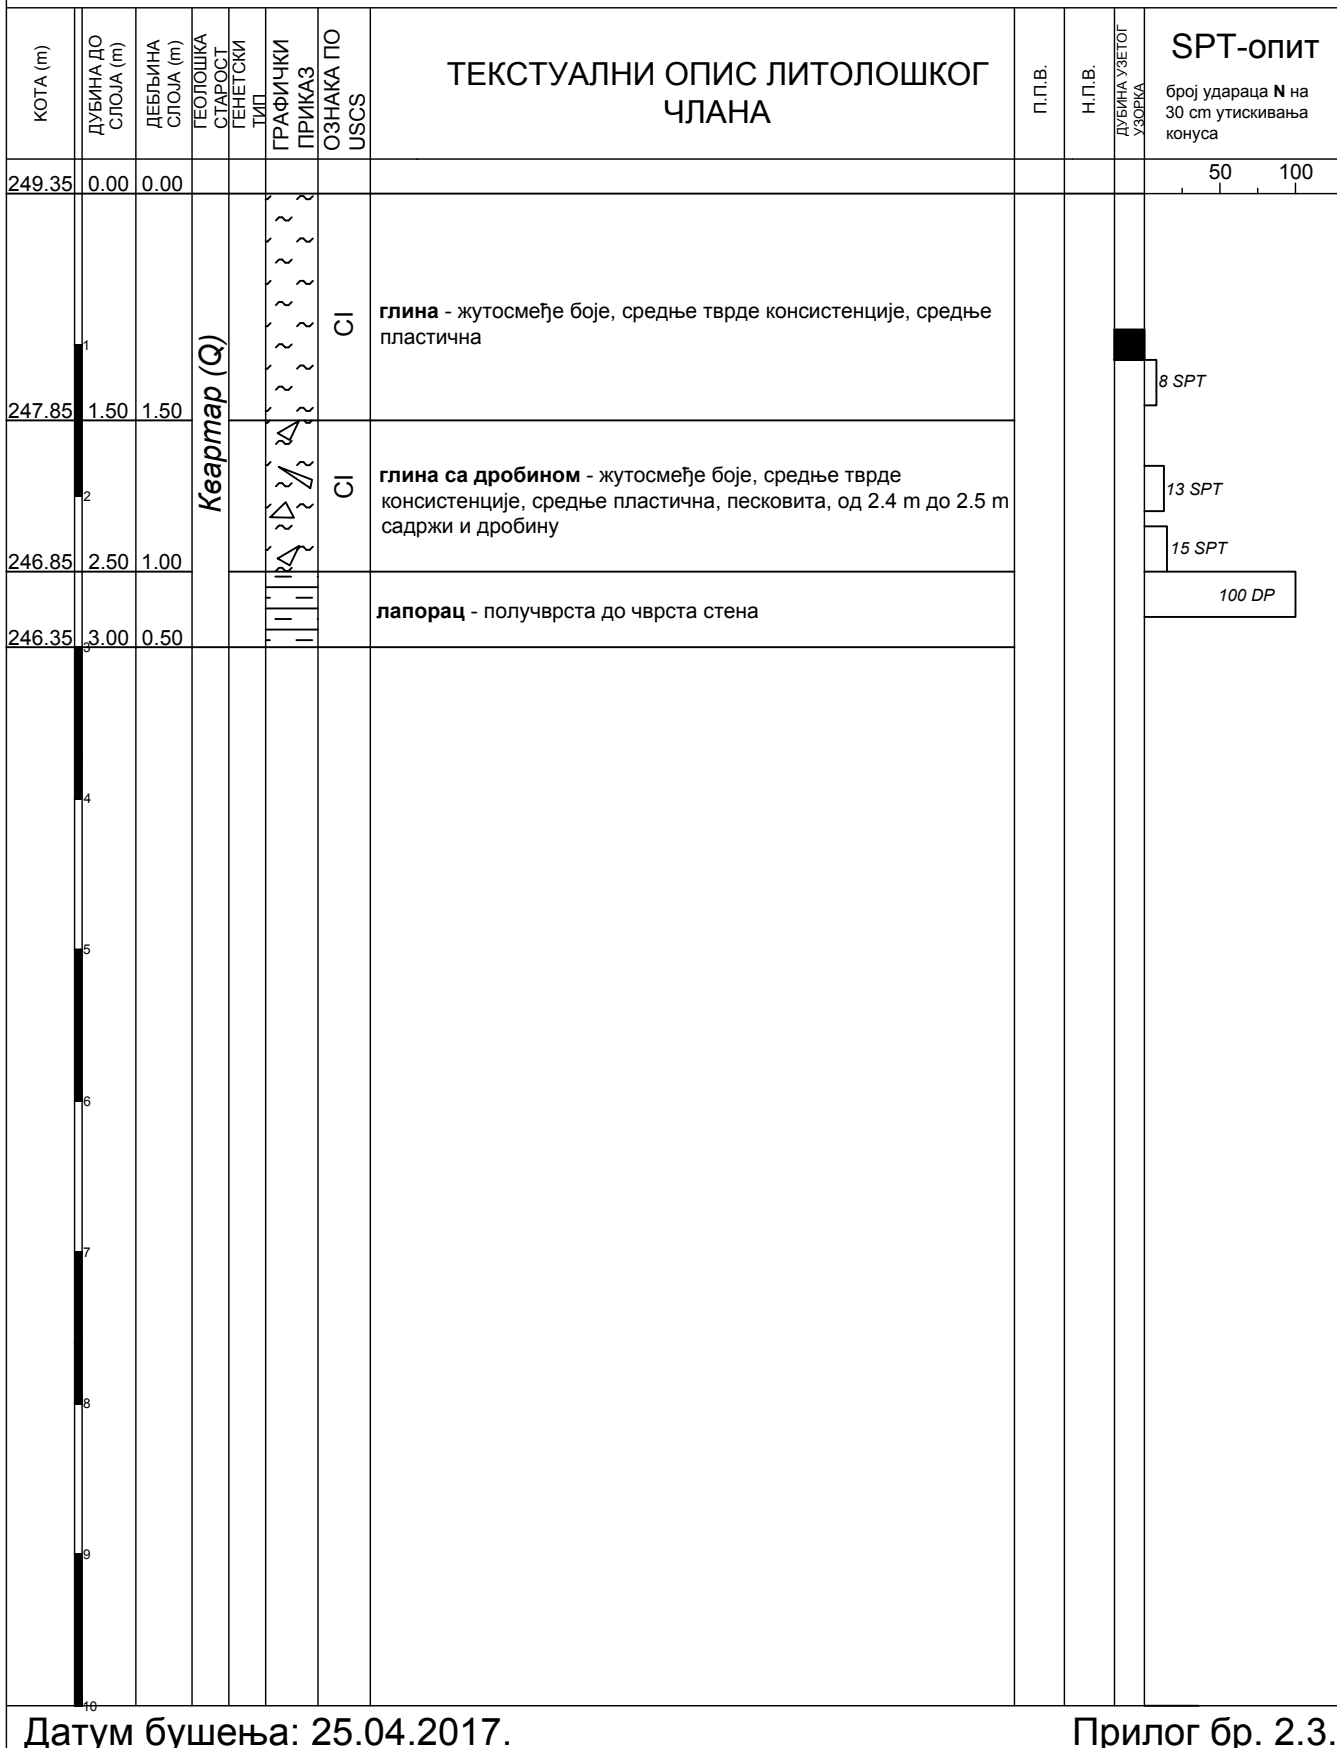 КОТА (m)
ДУБИНА ДО
СЛОЈА (m)
ДЕБЉИНА
СЛОЈА (m)
ГЕОЛОШКА
СТАРОСТ
ГЕНЕТСКИ
ТИП
ГРАФИЧКИ
ПРИКАЗ
ОЗНАКА ПО
USCS
ТЕКСТУАЛНИ ОПИС ЛИТОЛОШКОГ
ЧЛАНА
П.П.В.
Н.П.В.
ДУБИНА УЗЕТОГ
УЗОРКА
SPT-опит
број удараца N на
30 cm утискивања
конуса
50 100
249.35 0.00 0.00
Квартар (Q)
CI
глина - жутосмеђе боје, средње тврде консистенције, средње
пластична
1
8 SPT
247.85 1.50 1.50
CI
глина са дробином - жутосмеђе боје, средње тврде
консистенције, средње пластична, песковита, од 2.4 m до 2.5 m
садржи и дробину
2
13 SPT
15 SPT
246.85 2.50 1.00
100 DP
лапорац - получврста до чврста стена
246.35 3.00 0.50
3
4
5
6
7
8
9
10
Датум бушења: 25.04.2017.
Прилог бр. 2.3.